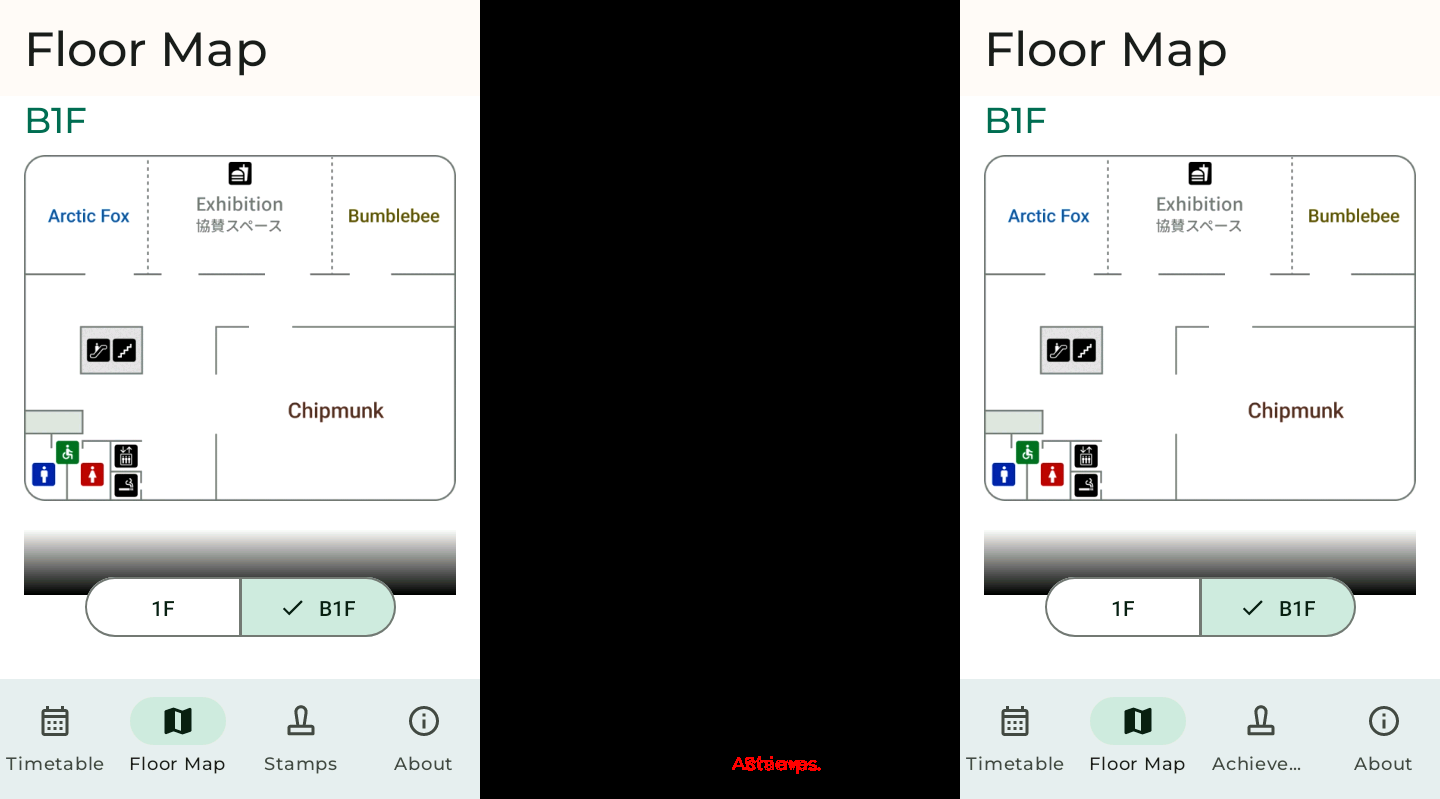 Floor Map
B1F
Arctic Fox
Exhibition
協賛スペース
Bumblebee
Chipmunk
1F
B1F
Timetable
Floor Map
Stamps
About
Floor Map
B1F
Arctic Fox
Exhibition
協賛スペース
Bumblebee
Chipmunk
1F
B1F
Timetable
Floor Map
Achieve...
About